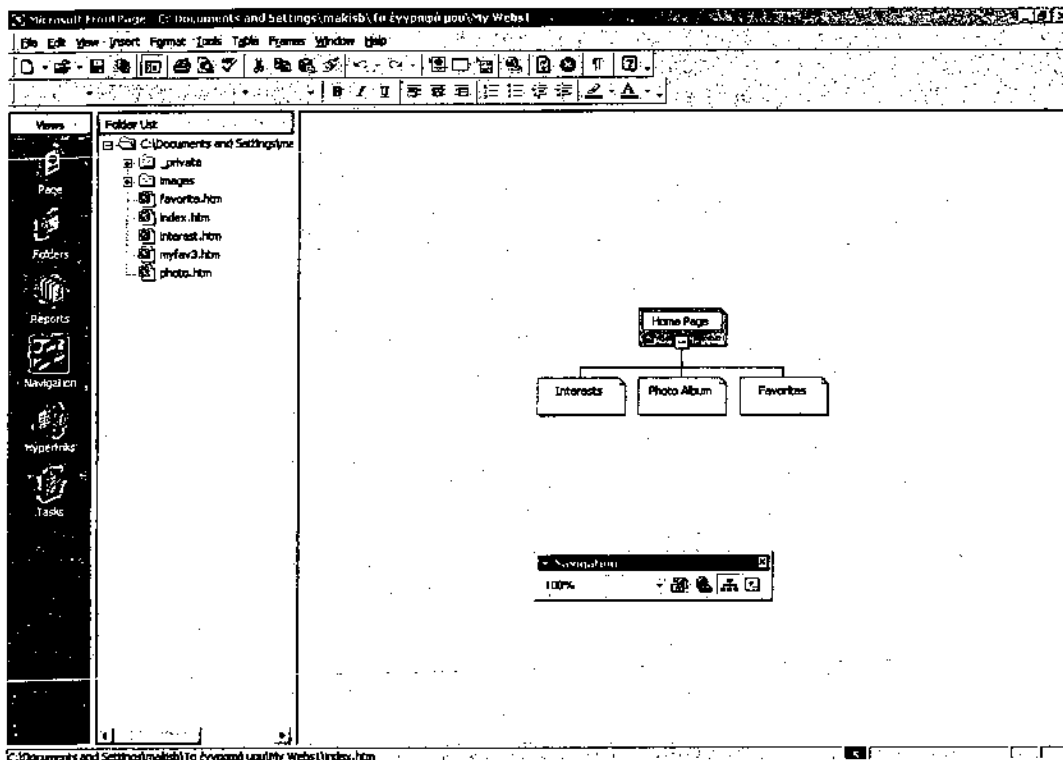 Microsoft FrontPage - C:\Documents and Settings\makisb\Τα έγγραφά μου\My Webs1
File Edit View Insert Format Tools Table Frames Window Help
Views
Folder List
C:\Documents and Settings\ma
_private
images
favorite.htm
index.htm
interest.htm
myfav3.htm
photo.htm
Page
Folders
Reports
Navigation
Hyperlinks
Tasks
Home Page
Interests
Photo Album
Favorites
Navigation
100%
C:\Documents and Settings\makisb\Τα έγγραφά μου\My Webs1\index.htm